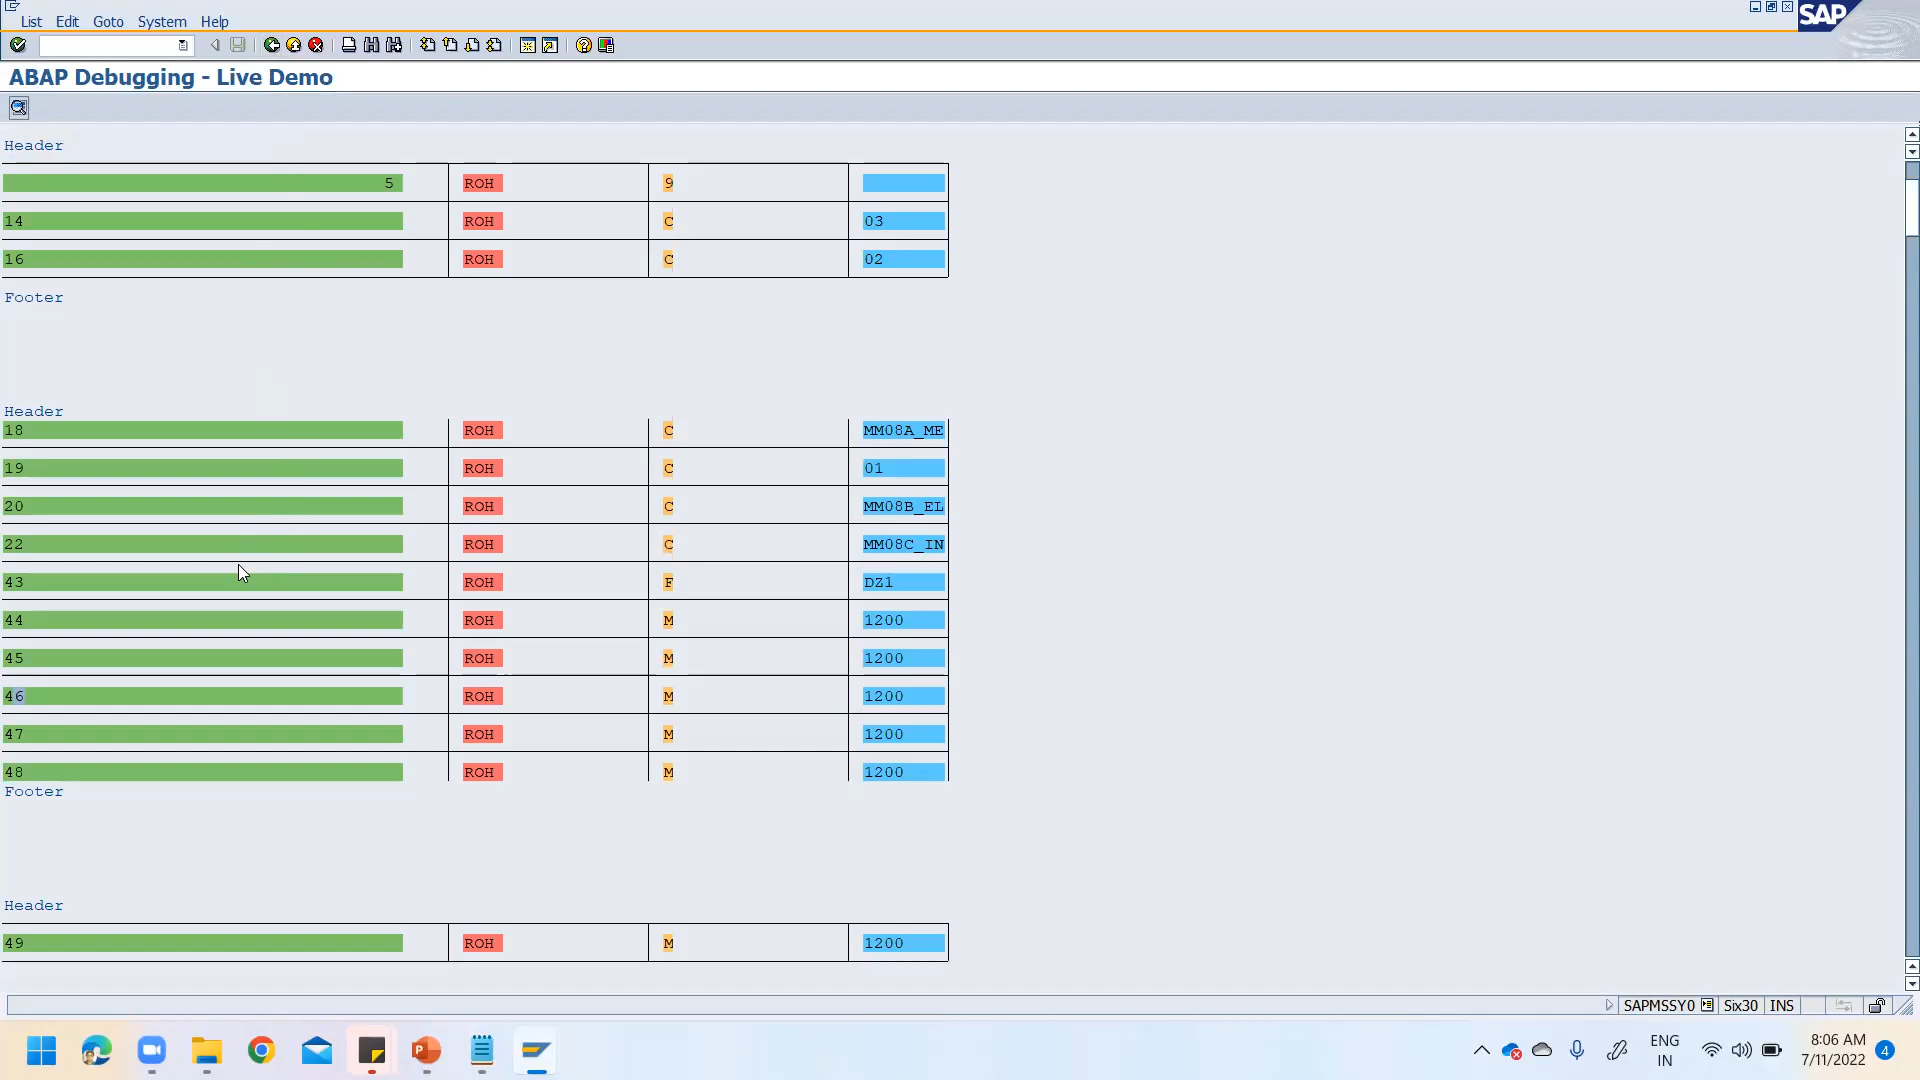 List Edit Goto System Help
SAP
ABAP Debugging - Live Demo
Header
5 ROH 9
14 ROH C 03
16 ROH C 02
Footer
Header
18 ROH C MM08A_ME
19 ROH C 01
20 ROH C MM08B_EL
22 ROH C MM08C_IN
43 ROH F DZ1
44 ROH M 1200
45 ROH M 1200
46 ROH M 1200
47 ROH M 1200
48 ROH M 1200
Footer
Header
49 ROH M 1200
SAPMSSY0 Six30 INS
ENG
IN
8:06 AM
7/11/2022
4